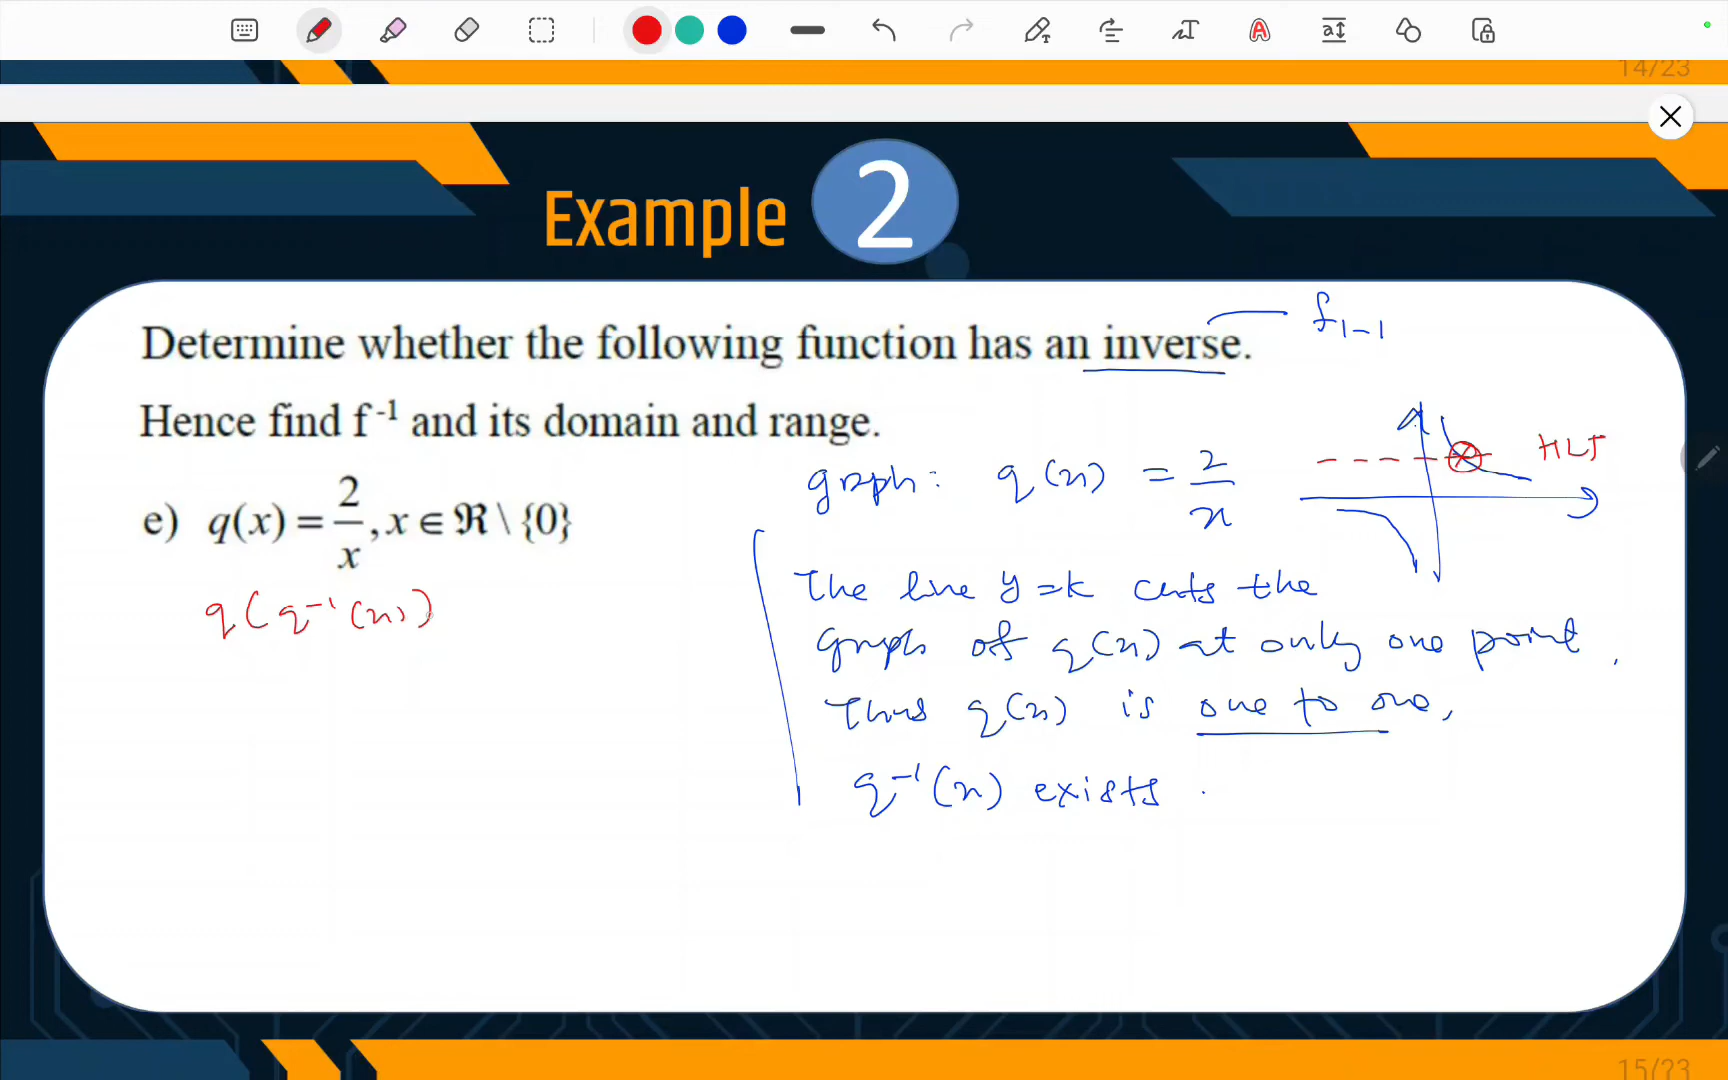 14/23
Example 2
Determine whether the following function has an inverse.
f 1-1
Hence find f⁻¹ and its domain and range.
graph: q(x) = 2/x
HLT
e) q(x) = 2/x, x ∈ ℜ \ {0}
q(q⁻¹(x))
The line y=k cuts the
graph of q(x) at only one point,
Thus q(x) is one to one,
q⁻¹(x) exists.
15/23